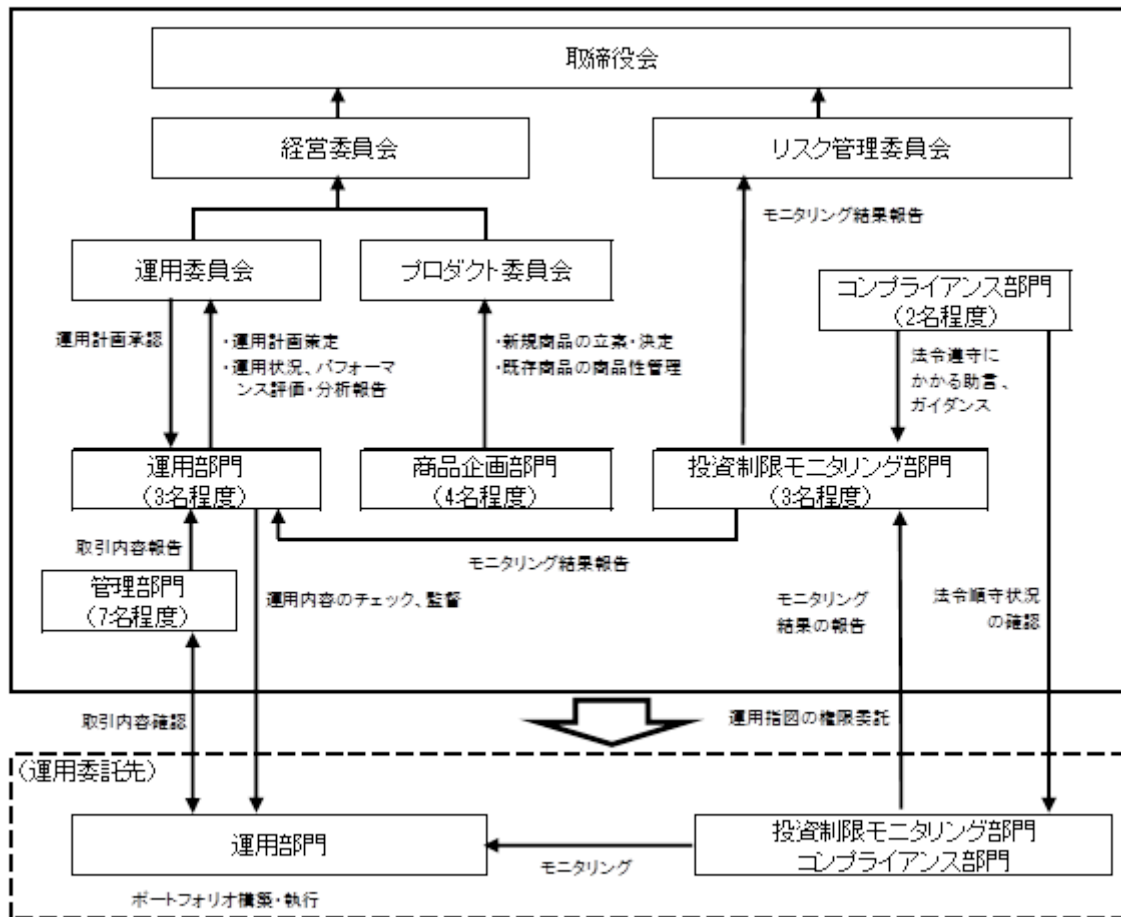 取締役会
経営委員会
リスク管理委員会
モニタリング結果報告
運用委員会
プロダクト委員会
コンプライアンス部門
（2名程度）
運用計画承認
・運用計画策定
・運用状況、パフォーマ
ンス評価・分析報告
・新規商品の立案・決定
・既存商品の商品性管理
法令遵守に
かかる助言、
ガイダンス
運用部門
（3名程度）
商品企画部門
（4名程度）
投資制限モニタリング部門
（3名程度）
取引内容報告
モニタリング結果報告
管理部門
（7名程度）
運用内容のチェック、監督
モニタリング
結果の報告
法令順守状況
の確認
取引内容確認
運用指図の権限委託
（運用委託先）
運用部門
投資制限モニタリング部門
コンプライアンス部門
モニタリング
ポートフォリオ構築・執行